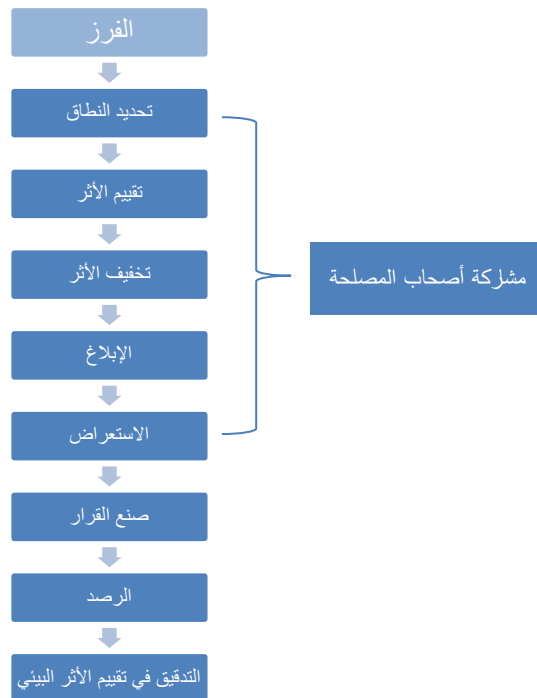 الفرز
تحديد النطاق
تقييم الأثر
تخفيف الأثر
الإبلاغ
الاستعراض
صنع القرار
الرصد
التدقيق في تقييم الأثر البيئي
مشاركة أصحاب المصلحة